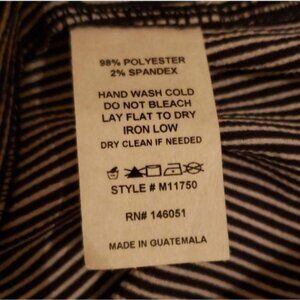 98% POLYESTER
2% SPANDEX
HAND WASH COLD
DO NOT BLEACH
LAY FLAT TO DRY
IRON LOW
DRY CLEAN IF NEEDED
STYLE # M11750
RN# 146051
MADE IN GUATEMALA